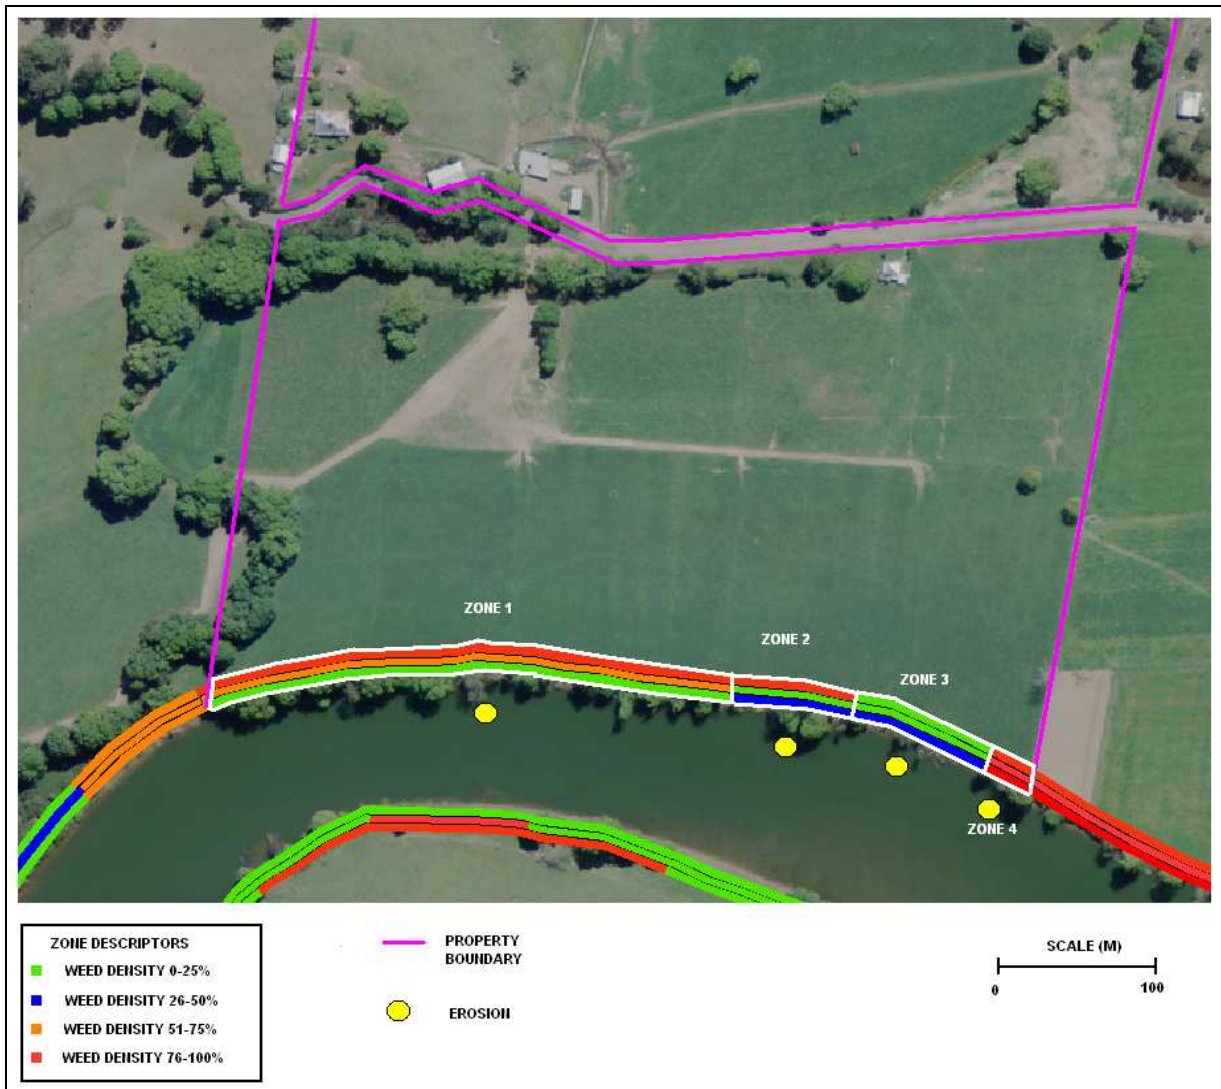 ZONE 1
ZONE 2
ZONE 3
ZONE 4
ZONE DESCRIPTORS
WEED DENSITY 0-25%
WEED DENSITY 26-50%
WEED DENSITY 51-75%
WEED DENSITY 76-100%
PROPERTY
BOUNDARY
EROSION
SCALE (M)
0 100